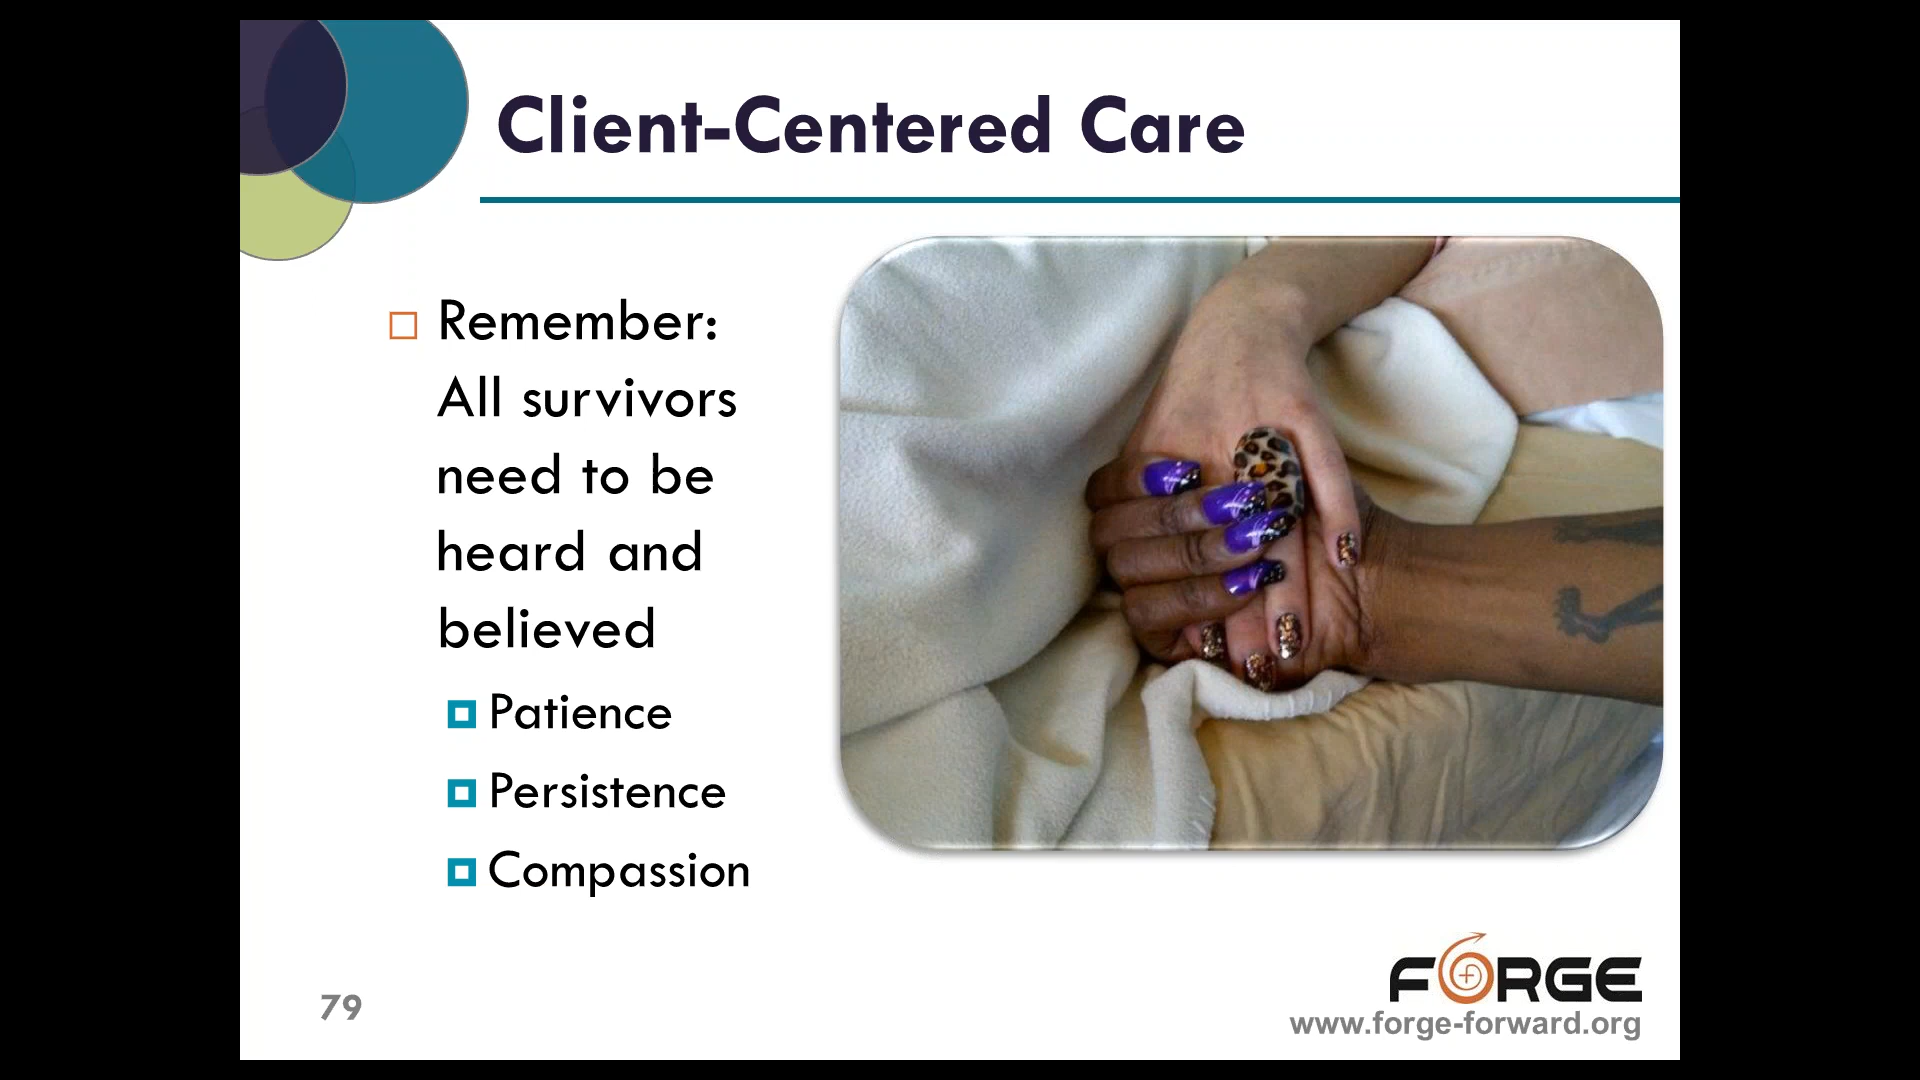 Client-Centered Care
Remember:
All survivors
need to be
heard and
believed
Patience
Persistence
Compassion
79
FORGE
www.forge-forward.org